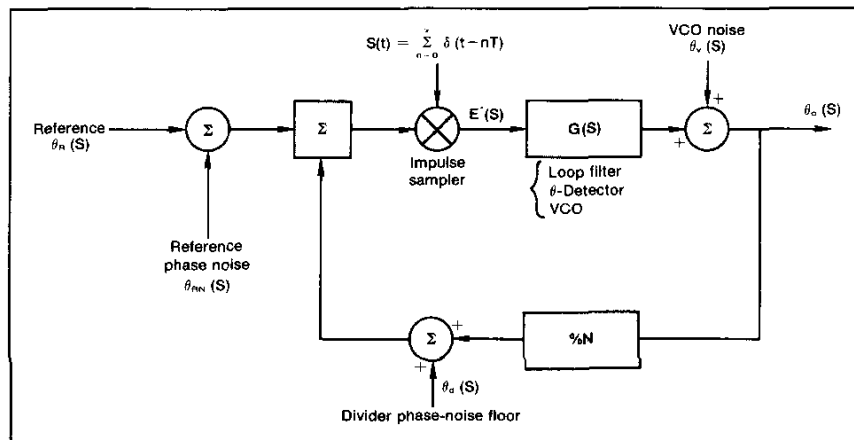 S(t) = Σ δ (t−nT)
n−0
VCO noise
θv (S)
+
E*(S)
θo (S)
Reference
θR (S)
Σ
Σ
G(S)
Σ
+
Impulse
sampler
Loop filter
θ-Detector
VCO
Reference
phase noise
θRN (S)
Σ
+
%N
+
θd (S)
Divider phase-noise floor